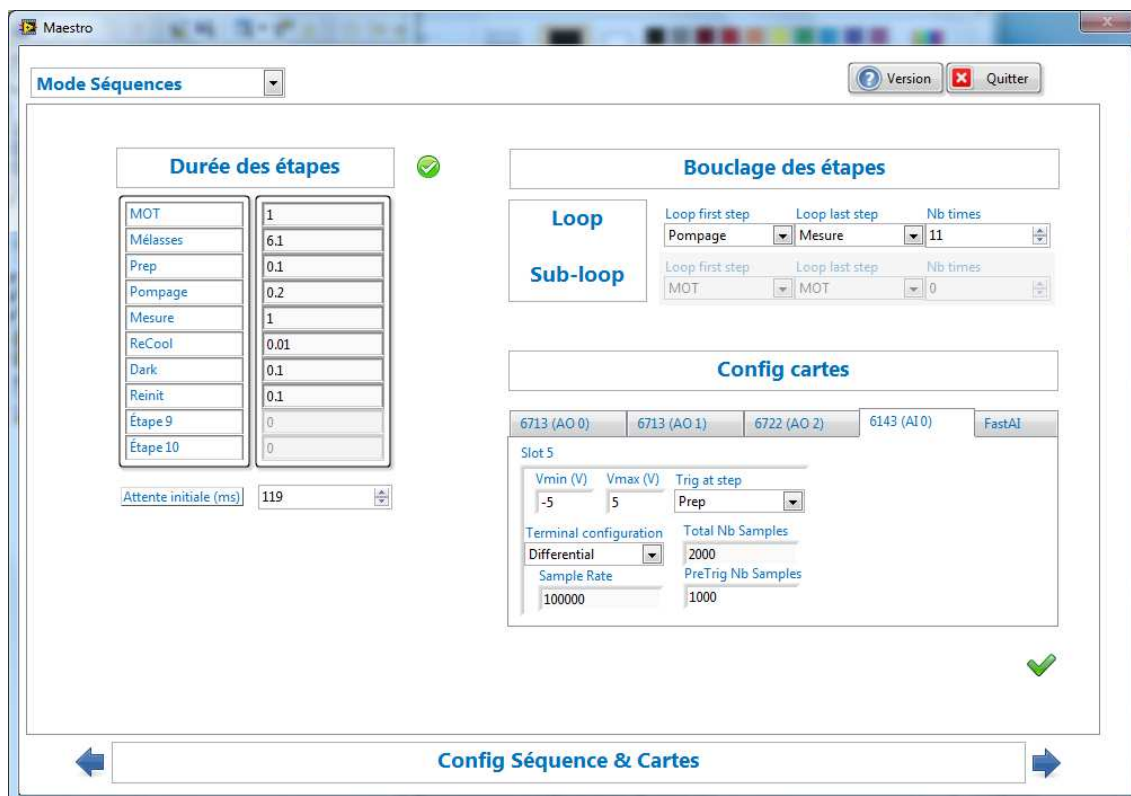 Maestro
Mode Séquences
Version
Quitter
Durée des étapes
MOT 1
Mélasses 6.1
Prep 0.1
Pompage 0.2
Mesure 1
ReCool 0.01
Dark 0.1
Reinit 0.1
Étape 9 0
Étape 10 0
Attente initiale (ms) 119
Bouclage des étapes
Loop
Loop first step Loop last step Nb times
Pompage Mesure 11
Sub-loop
Loop first step Loop last step Nb times
MOT MOT 0
Config cartes
6713 (AO 0) 6713 (AO 1) 6722 (AO 2) 6143 (AI 0) FastAI
Slot 5
Vmin (V) Vmax (V) Trig at step
-5 5 Prep
Terminal configuration Total Nb Samples
Differential 2000
Sample Rate PreTrig Nb Samples
100000 1000
Config Séquence & Cartes